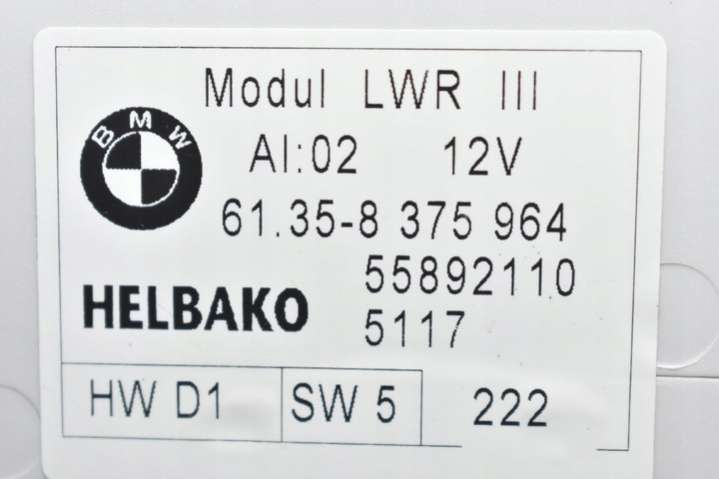 Modul LWR III
BMW
AI:02 12V
61.35-8 375 964
55892110
HELBAKO
5117
HW D1 SW 5 222